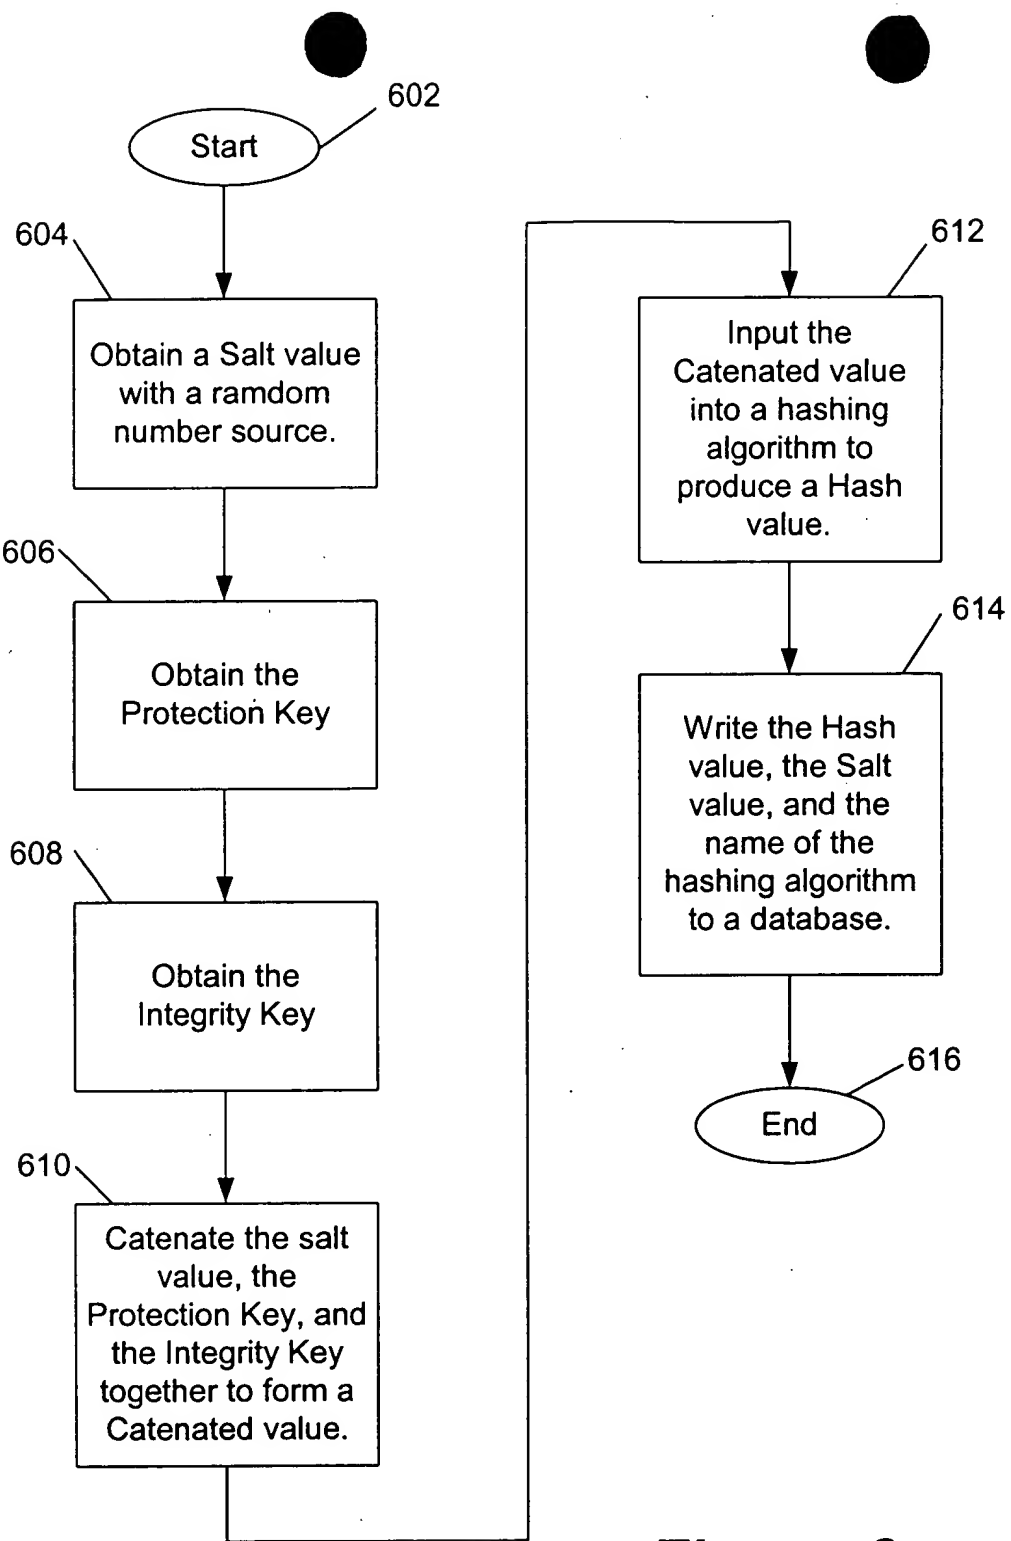 602
Start
604
Obtain a Salt value
with a ramdom
number source.
606
Obtain the
Protection Key
608
Obtain the
Integrity Key
610
Catenate the salt
value, the
Protection Key, and
the Integrity Key
together to form a
Catenated value.
612
Input the
Catenated value
into a hashing
algorithm to
produce a Hash
value.
614
Write the Hash
value, the Salt
value, and the
name of the
hashing algorithm
to a database.
616
End